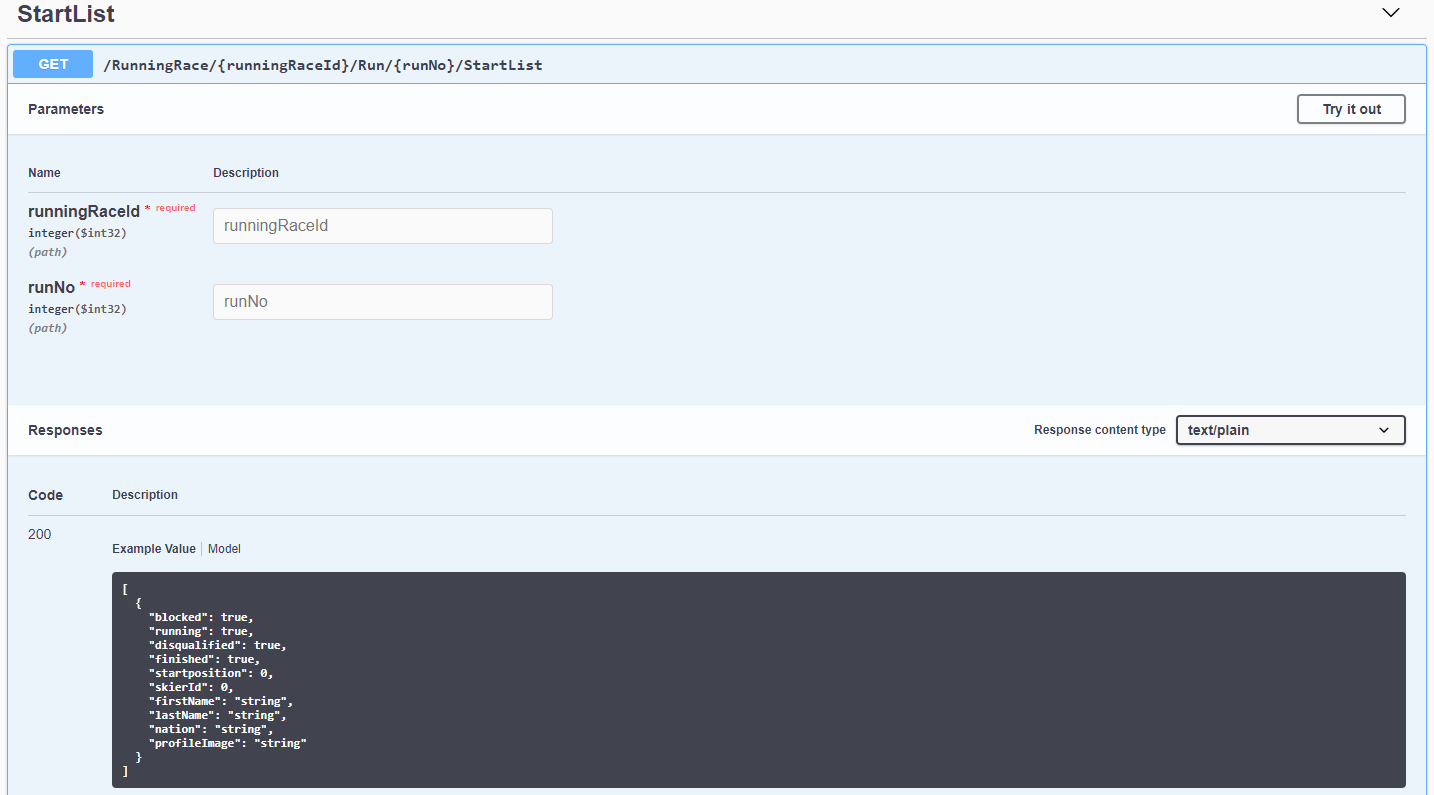 StartList
GET /RunningRace/{runningRaceId}/Run/{runNo}/StartList
Parameters
Try it out
Name Description
runningRaceId * required
integer($int32)
(path)
runningRaceId
runNo * required
integer($int32)
(path)
runNo
Responses
Response content type text/plain
Code Description
200
Example Value | Model
[
  {
    "blocked": true,
    "running": true,
    "disqualified": true,
    "finished": true,
    "startposition": 0,
    "skierId": 0,
    "firstName": "string",
    "lastName": "string",
    "nation": "string",
    "profileImage": "string"
  }
]